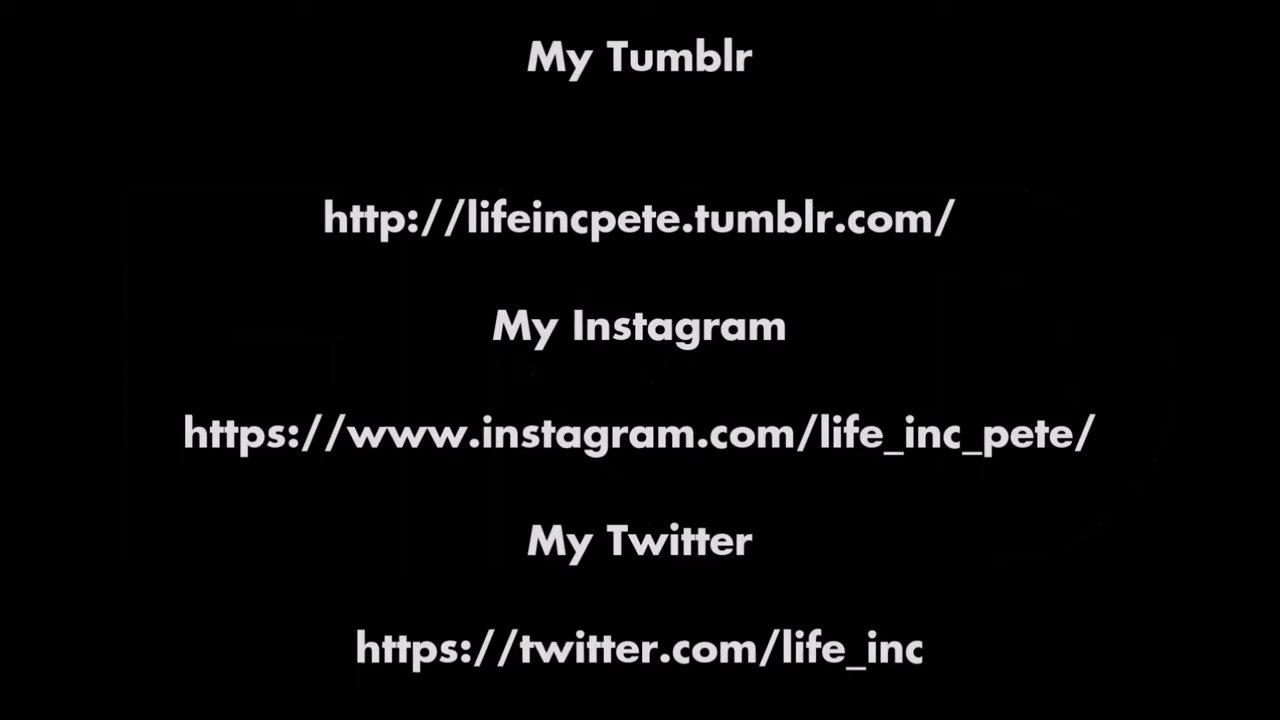 My Tumblr
http://lifeincpete.tumblr.com/
My Instagram
https://www.instagram.com/life_inc_pete/
My Twitter
https://twitter.com/life_inc